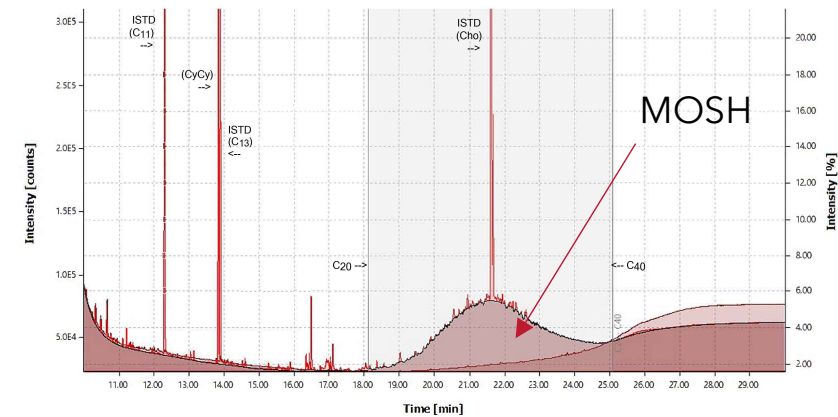 3.0E5
2.5E5
2.0E5
1.5E5
1.0E5
5.0E4
Intensity [counts]
ISTD
(C11)
-->
(CyCy)
-->
ISTD
(C13)
<--
ISTD
(Cho)
-->
MOSH
C20 -->
<-- C40
C40
20.00
18.00
16.00
14.00
12.00
10.00
8.00
6.00
4.00
2.00
Intensity [%]
11.00 12.00 13.00 14.00 15.00 16.00 17.00 18.00 19.00 20.00 21.00 22.00 23.00 24.00 25.00 26.00 27.00 28.00 29.00
Time [min]